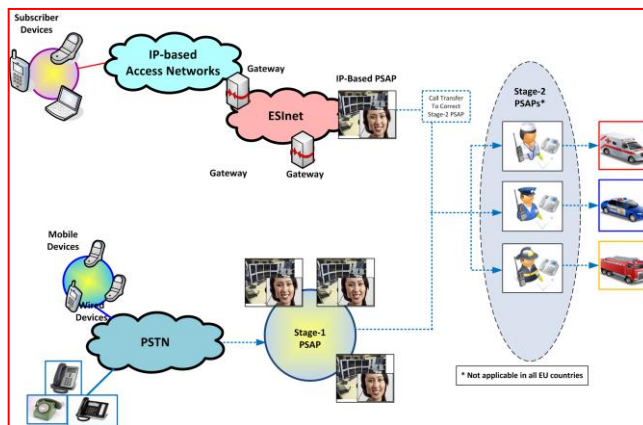 Subscriber
Devices
IP-based
Access Networks
Gateway
IP-Based PSAP
ESInet
Gateway
Gateway
Call Transfer
To Correct
Stage-2 PSAP
Stage-2
PSAPs*
Mobile
Devices
Wired
Devices
PSTN
Stage-1
PSAP
* Not applicable in all EU countries